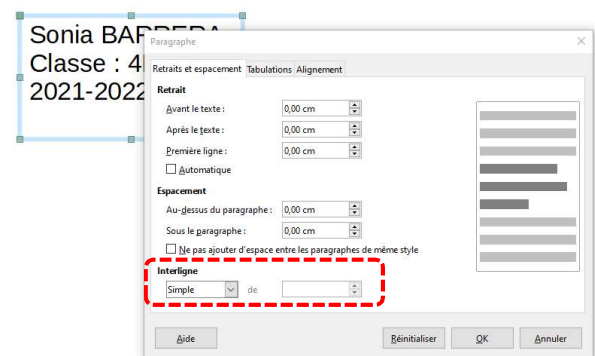 Sonia BARRERA
Classe : 4
2021-2022
Paragraphe
Retraits et espacement Tabulations Alignement
Retrait
Avant le texte : 0,00 cm
Après le texte : 0,00 cm
Première ligne : 0,00 cm
Automatique
Espacement
Au-dessus du paragraphe : 0,00 cm
Sous le paragraphe : 0,00 cm
Ne pas ajouter d'espace entre les paragraphes de même style
Interligne
Simple de
Aide Réinitialiser OK Annuler